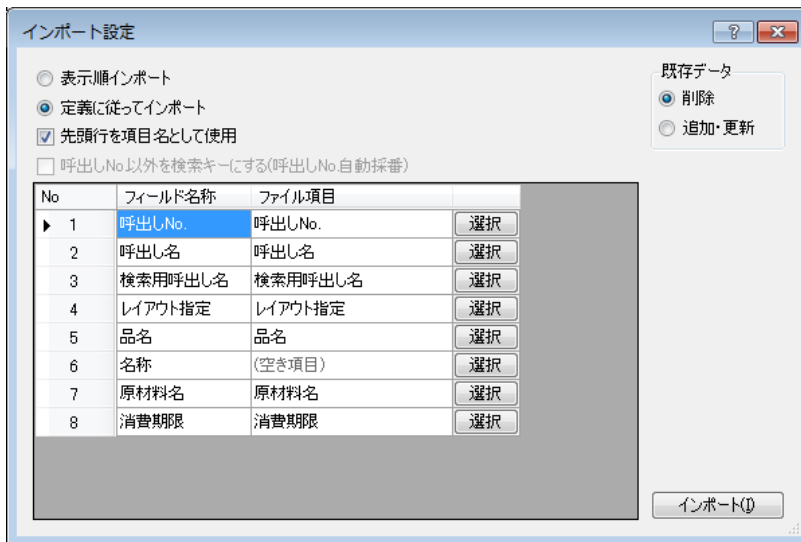 インポート設定
表示順インポート
定義に従ってインポート
先頭行を項目名として使用
呼出しNo以外を検索キーにする(呼出しNo.自動採番)
既存データ
削除
追加・更新
No フィールド名称 ファイル項目
1 呼出しNo. 呼出しNo. 選択
2 呼出し名 呼出し名 選択
3 検索用呼出し名 検索用呼出し名 選択
4 レイアウト指定 レイアウト指定 選択
5 品名 品名 選択
6 名称 (空き項目) 選択
7 原材料名 原材料名 選択
8 消費期限 消費期限 選択
インポート(I)